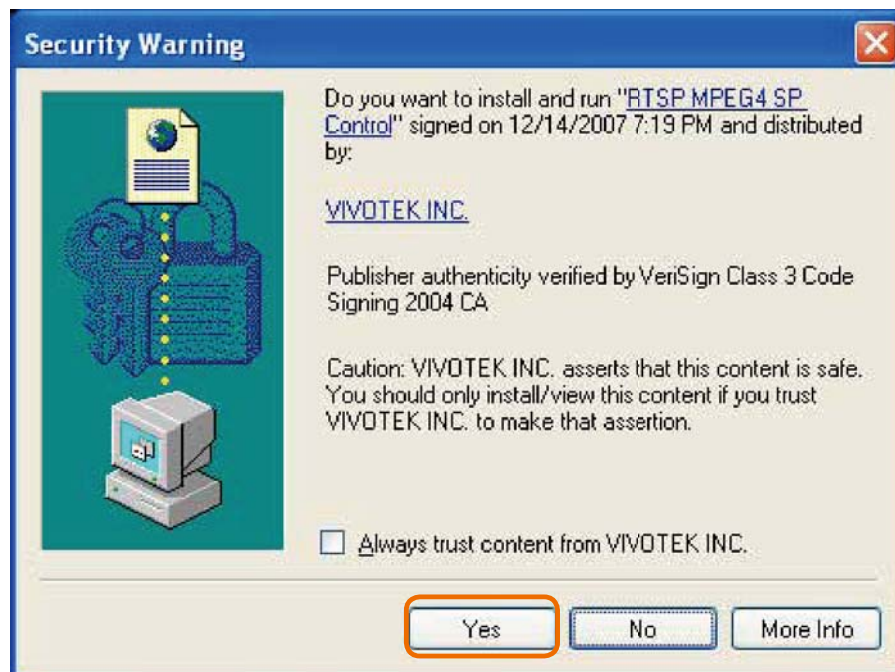 Security Warning
Do you want to install and run "RTSP MPEG4 SP
Control" signed on 12/14/2007 7:19 PM and distributed
by:
VIVOTEK INC.
Publisher authenticity verified by VeriSign Class 3 Code
Signing 2004 CA
Caution: VIVOTEK INC. asserts that this content is safe.
You should only install/view this content if you trust
VIVOTEK INC. to make that assertion.
Always trust content from VIVOTEK INC.
Yes
No
More Info